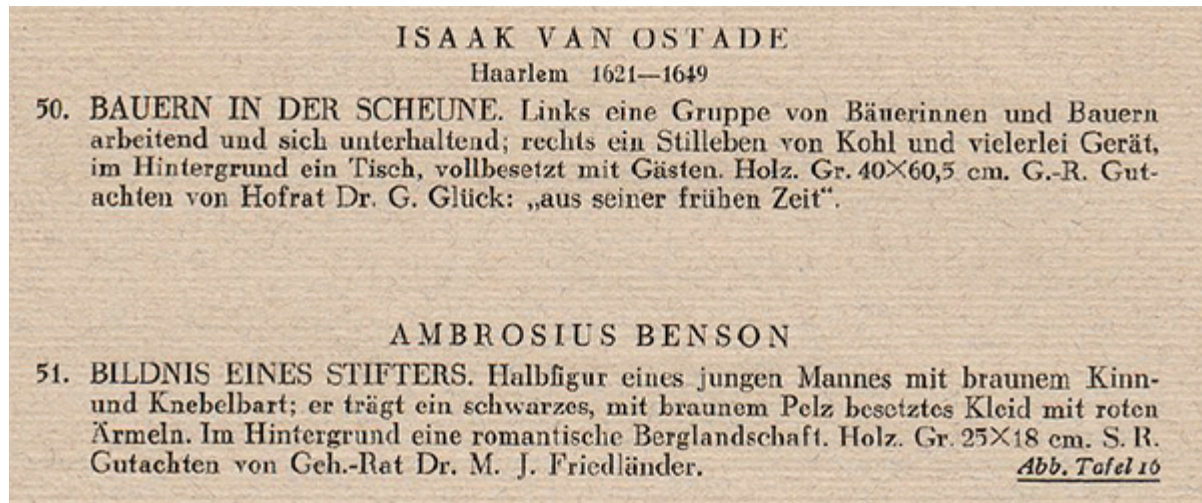 ISAAK VAN OSTADE
Haarlem 1621—1649
50. BAUERN IN DER SCHEUNE. Links eine Gruppe von Bäuerinnen und Bauern
arbeitend und sich unterhaltend; rechts ein Stilleben von Kohl und vielerlei Gerät,
im Hintergrund ein Tisch, vollbesetzt mit Gästen. Holz. Gr. 40×60,5 cm. G.-R. Gut-
achten von Hofrat Dr. G. Glück: „aus seiner frühen Zeit“.
AMBROSIUS BENSON
51. BILDNIS EINES STIFTERS. Halbfigur eines jungen Mannes mit braunem Kinn-
und Knebelbart; er trägt ein schwarzes, mit braunem Pelz besetztes Kleid mit roten
Ärmeln. Im Hintergrund eine romantische Berglandschaft. Holz. Gr. 25×18 cm. S. R.
Gutachten von Geh.-Rat Dr. M. J. Friedländer. Abb. Tafel 16